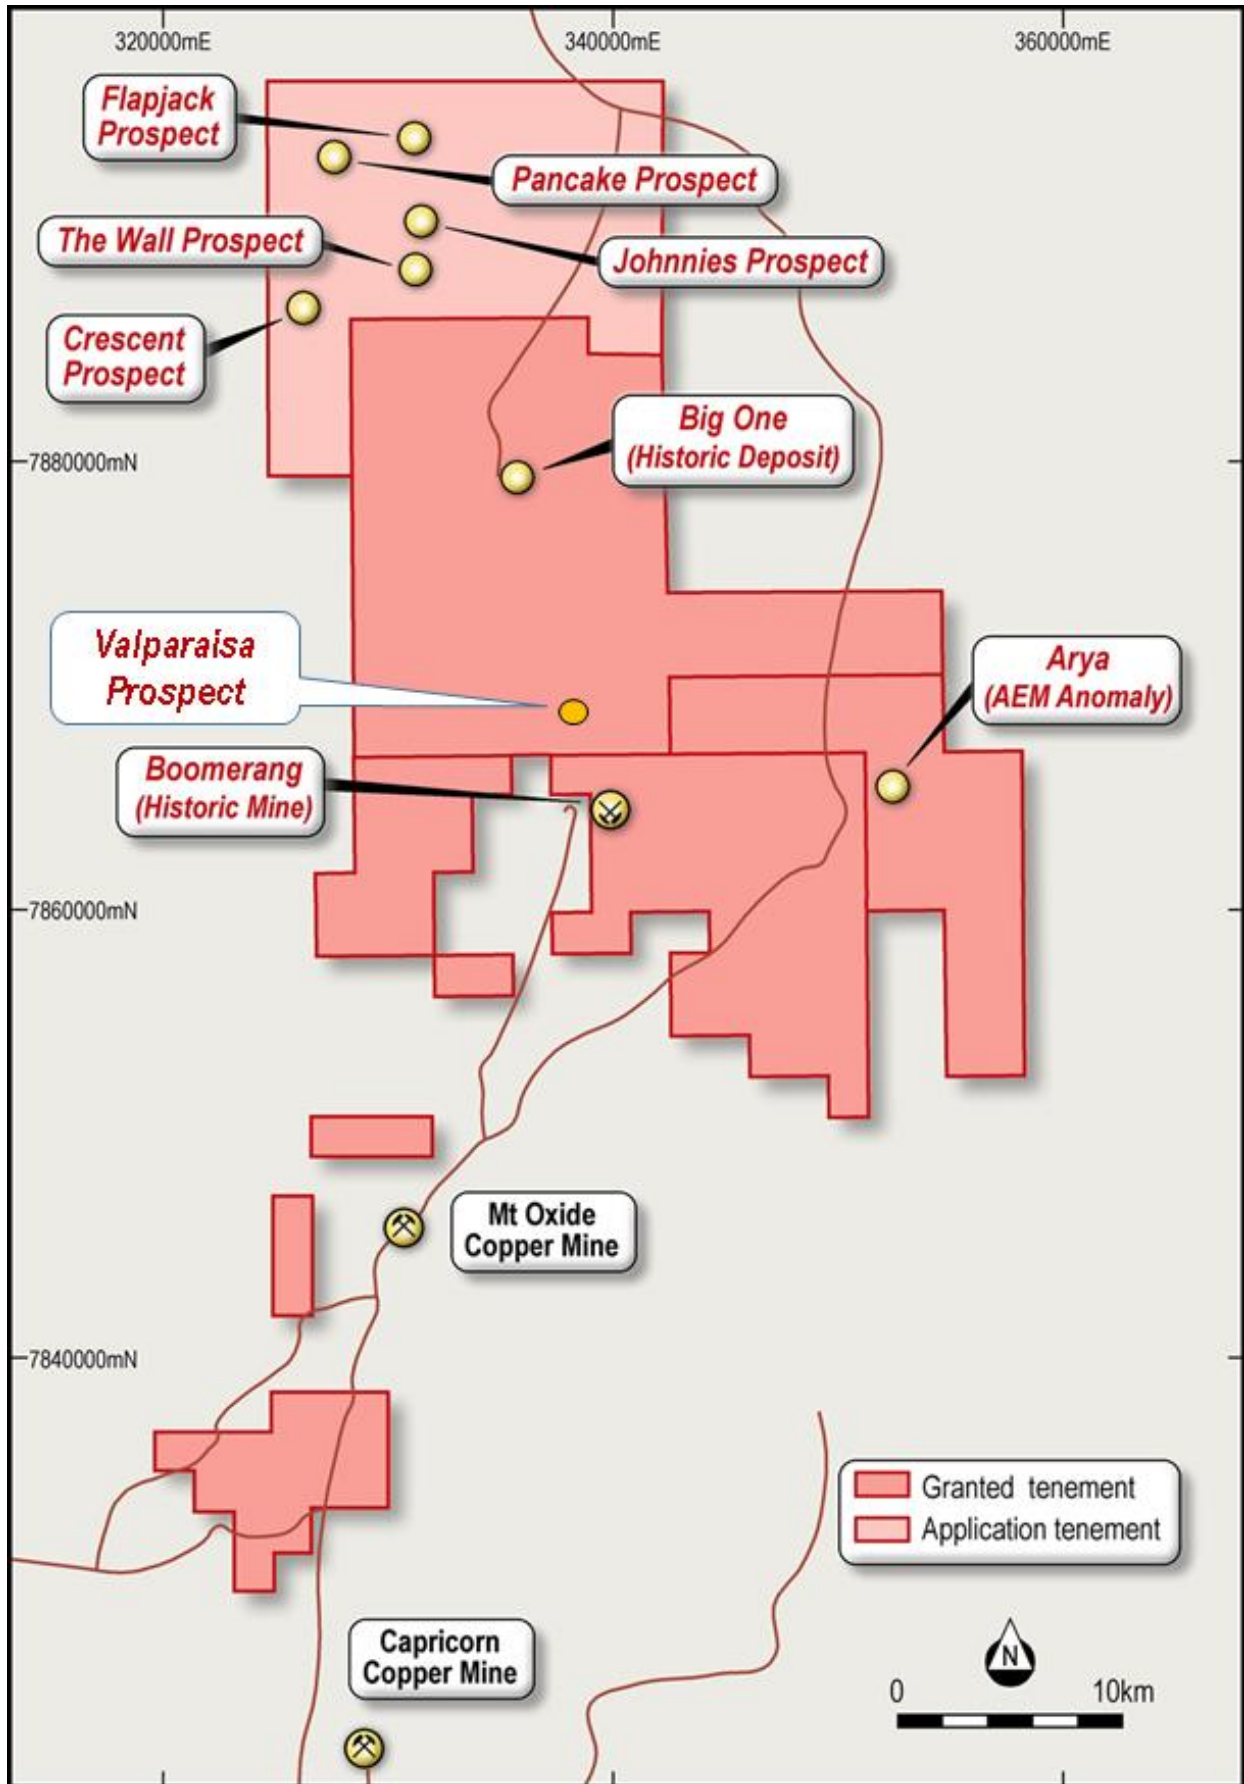 320000mE
340000mE
360000mE
Flapjack
Prospect
Pancake Prospect
The Wall Prospect
Johnnies Prospect
Crescent
Prospect
Big One
(Historic Deposit)
7880000mN
Valparaisa
Prospect
Arya
(AEM Anomaly)
Boomerang
(Historic Mine)
7860000mN
Mt Oxide
Copper Mine
7840000mN
Granted tenement
Application tenement
Capricorn
Copper Mine
N
0 10km